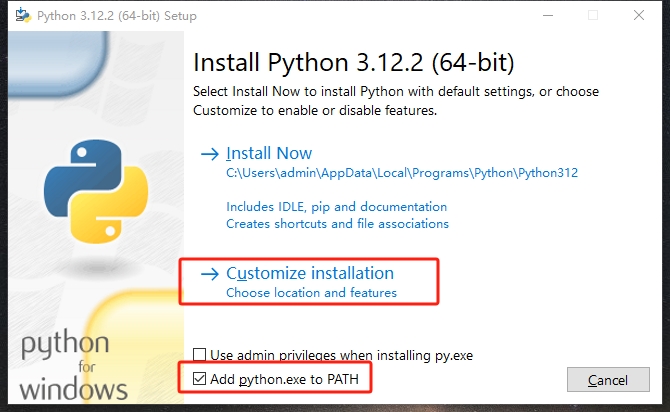 Python 3.12.2 (64-bit) Setup
Install Python 3.12.2 (64-bit)
Select Install Now to install Python with default settings, or choose
Customize to enable or disable features.
Install Now
C:\Users\admin\AppData\Local\Programs\Python\Python312
Includes IDLE, pip and documentation
Creates shortcuts and file associations
Customize installation
Choose location and features
python
for
windows
Use admin privileges when installing py.exe
Add python.exe to PATH
Cancel